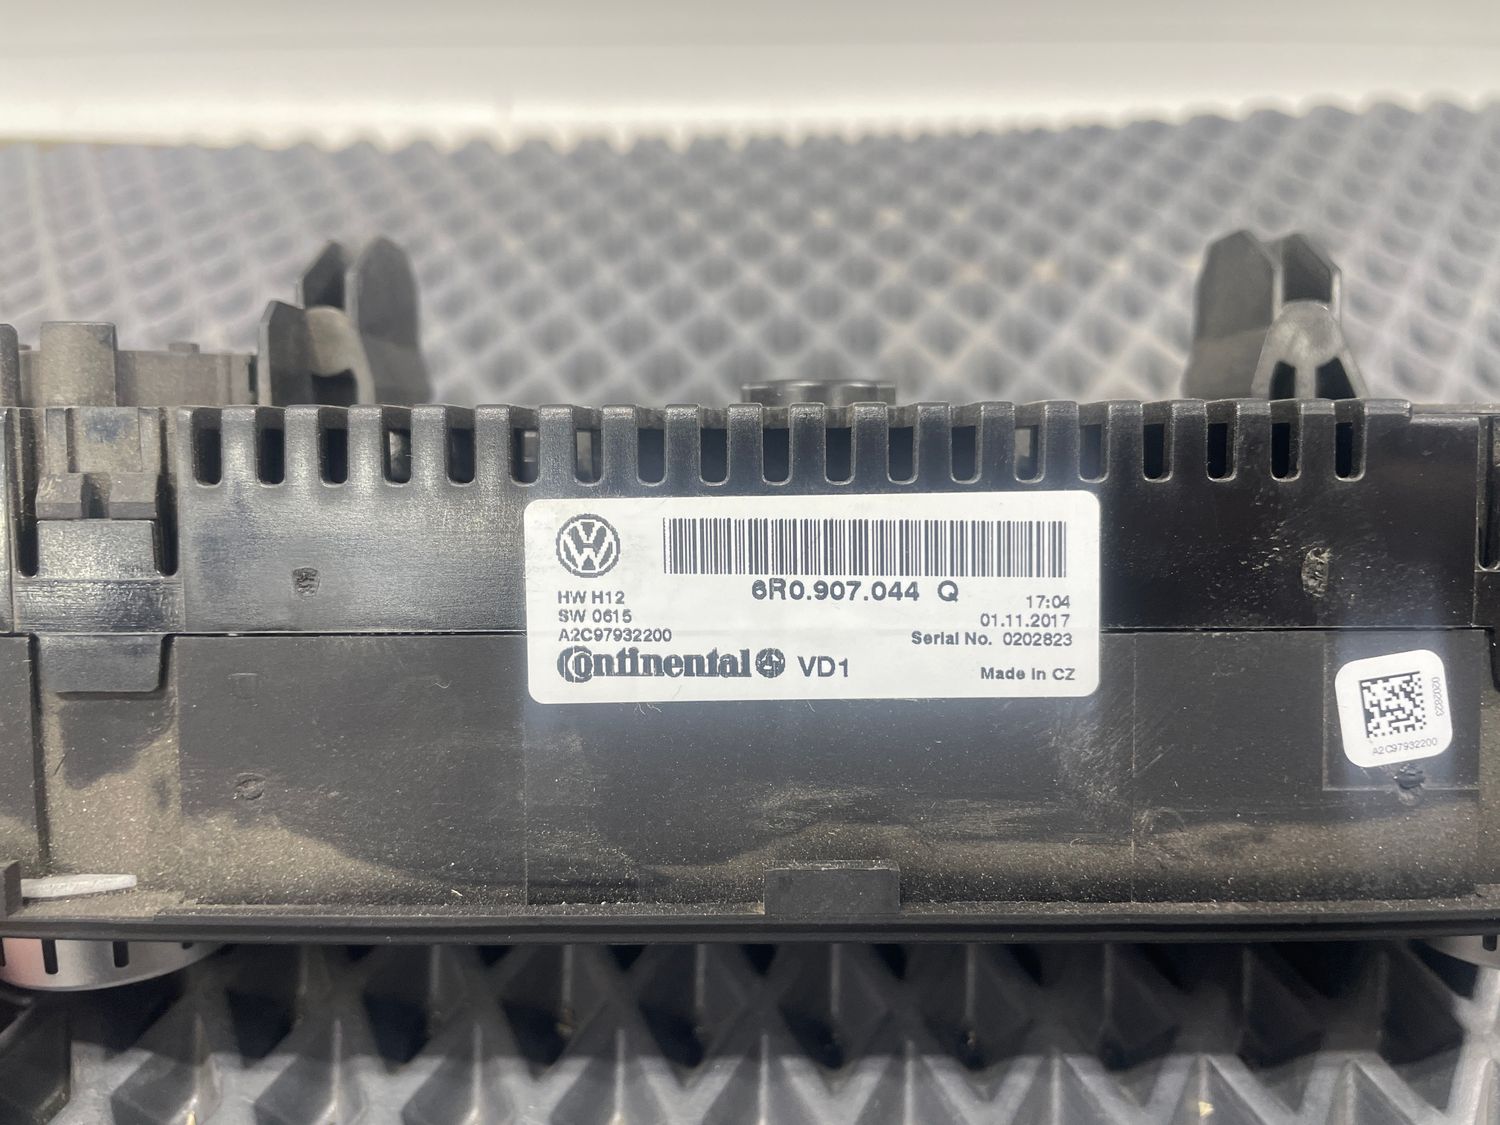 6R0.907.044 Q
HW H12
17:04
SW 0615
01.11.2017
A2C97932200
Serial No. 0202823
Continental VD1
Made in CZ
0202823
A2C97932200